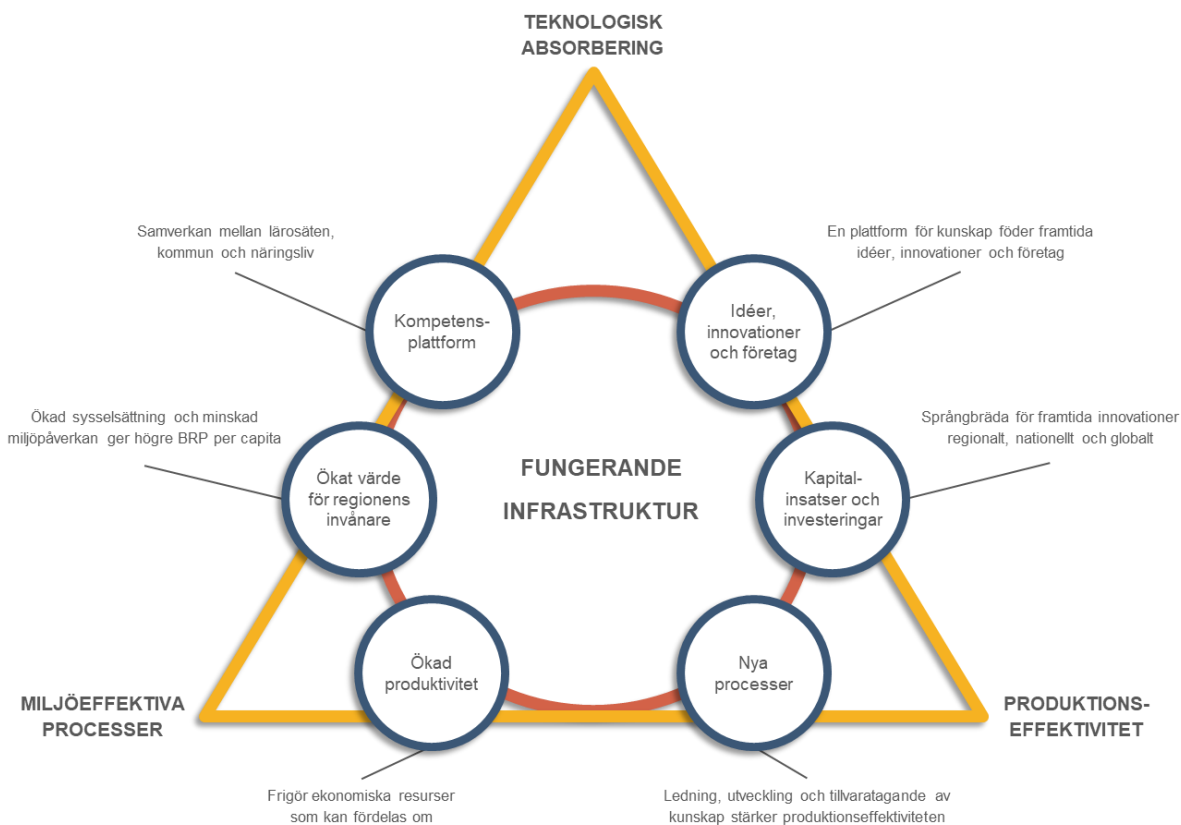 TEKNOLOGISK
ABSORBERING
Samverkan mellan lärosäten,
kommun och näringsliv
En plattform för kunskap föder framtida
idéer, innovationer och företag
Kompetens-
plattform
Idéer,
innovationer
och företag
Ökad sysselsättning och minskad
miljöpåverkan ger högre BRP per capita
Språngbräda för framtida innovationer
regionalt, nationellt och globalt
Ökat värde
för regionens
invånare
FUNGERANDE
INFRASTRUKTUR
Kapital-
insatser och
investeringar
Ökad
produktivitet
Nya
processer
MILJÖEFFEKTIVA
PROCESSER
PRODUKTIONS-
EFFEKTIVITET
Frigör ekonomiska resurser
som kan fördelas om
Ledning, utveckling och tillvaratagande av
kunskap stärker produktionseffektiviteten